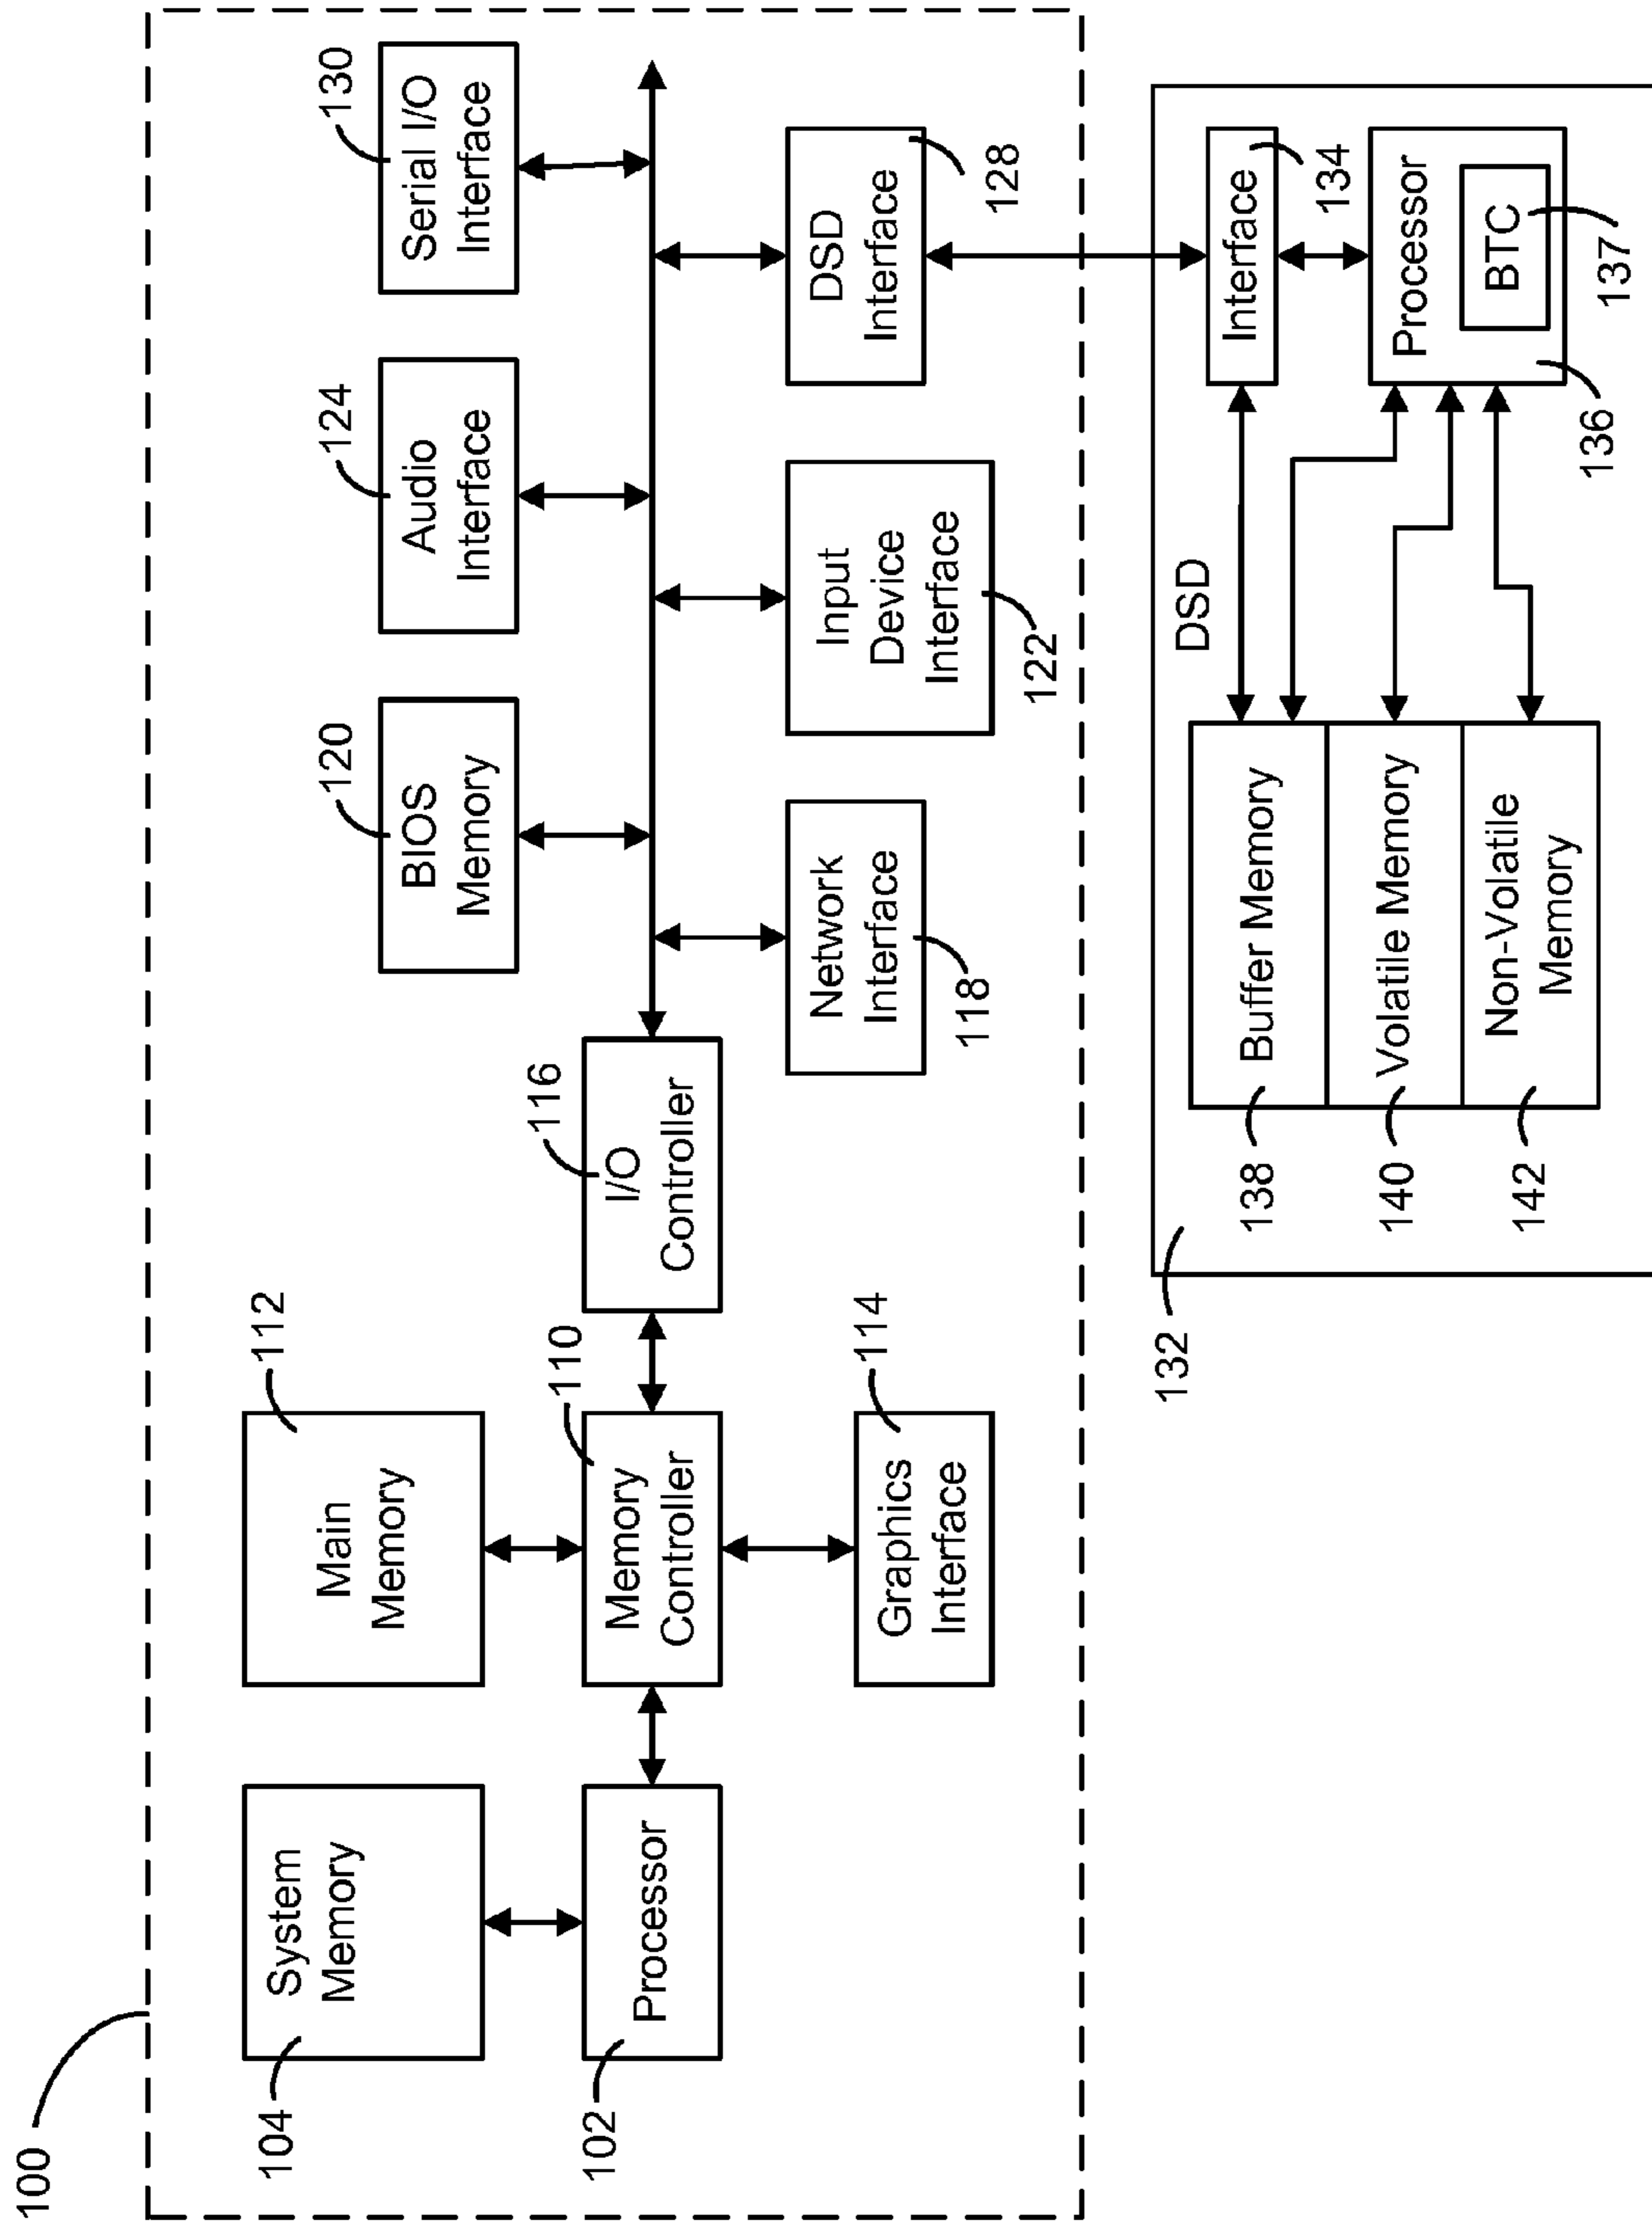 100
104
System
Memory
102
Processor
112
Main
Memory
110
Memory
Controller
114
Graphics
Interface
116
I/O
Controller
120
BIOS
Memory
124
Audio
Interface
130
Serial I/O
Interface
118
Network
Interface
122
Input
Device
Interface
128
DSD
Interface
132
DSD
138
Buffer Memory
140
Volatile Memory
142
Non-Volatile
Memory
134
Interface
136
Processor
137
BTC